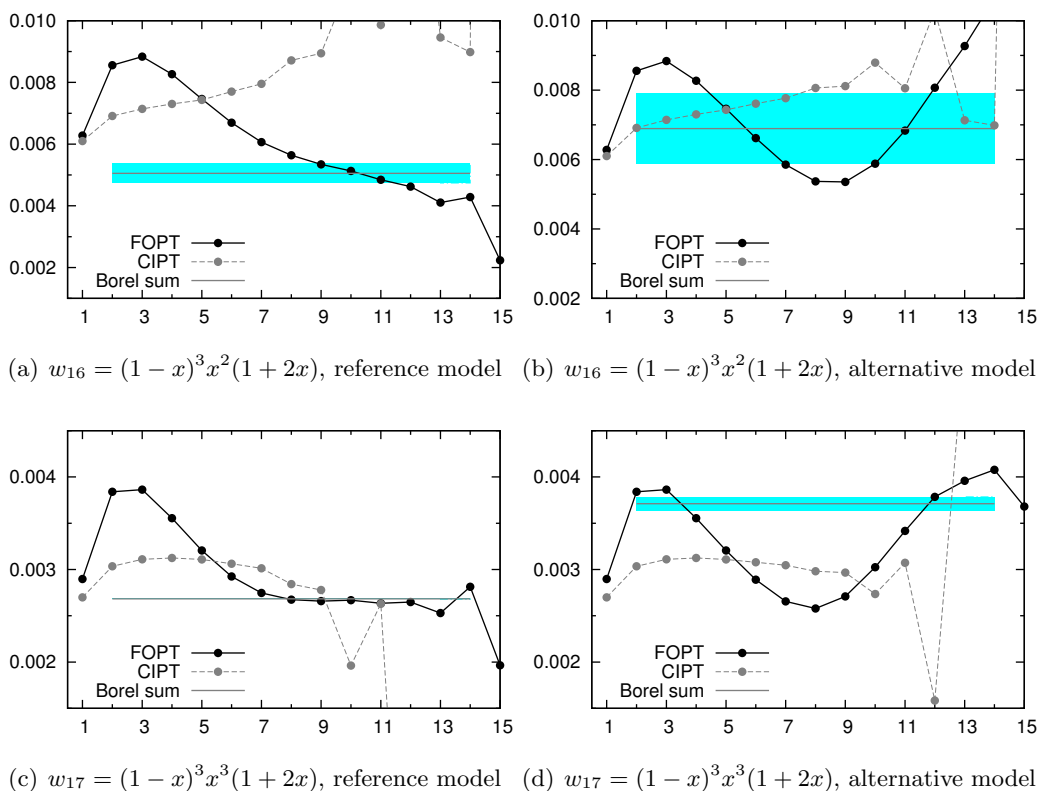 0.010
0.008
0.006
0.004
0.002
FOPT
CIPT
Borel sum
1 3 5 7 9 11 13 15
0.010
0.008
0.006
0.004
0.002
FOPT
CIPT
Borel sum
1 3 5 7 9 11 13 15
(a) w₁₆ = (1 − x)³x²(1 + 2x), reference model
(b) w₁₆ = (1 − x)³x²(1 + 2x), alternative model
0.004
0.003
0.002
FOPT
CIPT
Borel sum
1 3 5 7 9 11 13 15
0.004
0.003
0.002
FOPT
CIPT
Borel sum
1 3 5 7 9 11 13 15
(c) w₁₇ = (1 − x)³x³(1 + 2x), reference model
(d) w₁₇ = (1 − x)³x³(1 + 2x), alternative model